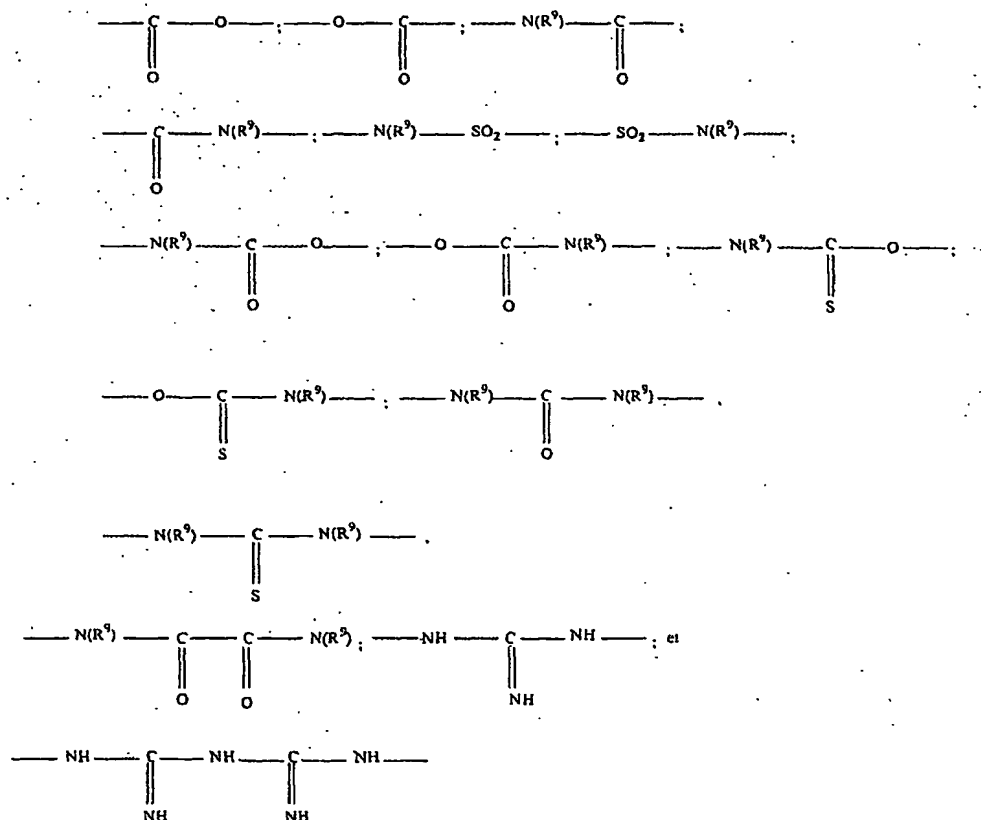 —C—O—; —O—C—; —N(R⁹)—C—;
O O O
—C—N(R⁹)—; —N(R⁹)—SO₂—; —SO₂—N(R⁹)—;
O
—N(R⁹)—C—O—; —O—C—N(R⁹)—; —N(R⁹)—C—O—;
O O S
—O—C—N(R⁹)—; —N(R⁹)—C—N(R⁹)—.
S O
—N(R⁹)—C—N(R⁹)—.
S
—N(R⁹)—C—C—N(R⁹); —NH—C—NH—; et
O O NH
—NH—C—NH—C—NH—
NH NH